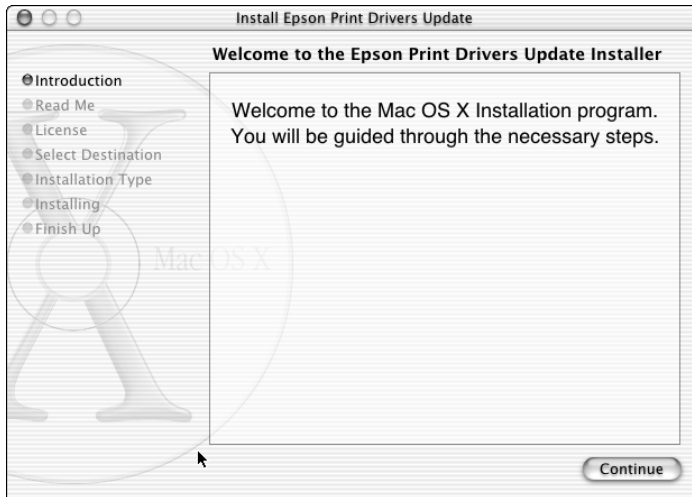 Install Epson Print Drivers Update
Welcome to the Epson Print Drivers Update Installer
Introduction
Read Me
License
Select Destination
Installation Type
Installing
Finish Up
Welcome to the Mac OS X Installation program.
You will be guided through the necessary steps.
Mac OS X
Continue